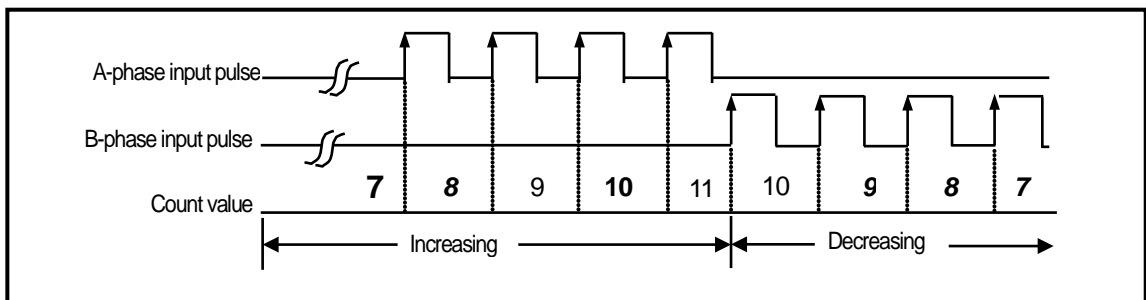 A-phase input pulse
B-phase input pulse
Count value 7 8 9 10 11 10 9 8 7
Increasing Decreasing